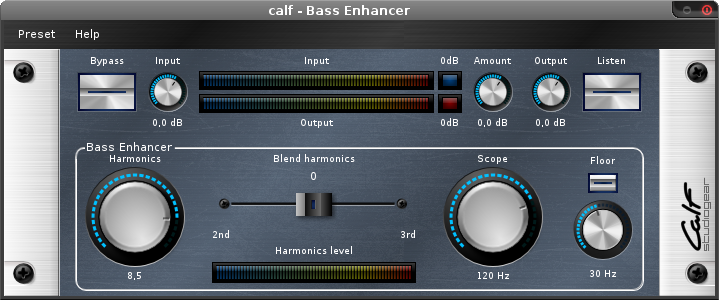 calf - Bass Enhancer
Preset Help
Bypass Input Input 0dB Amount Output Listen
0,0 dB Output 0dB 0,0 dB 0,0 dB
Bass Enhancer
Harmonics Blend harmonics Scope Floor
0
2nd 3rd
Harmonics level
8,5 120 Hz 30 Hz
Calf
studiogear